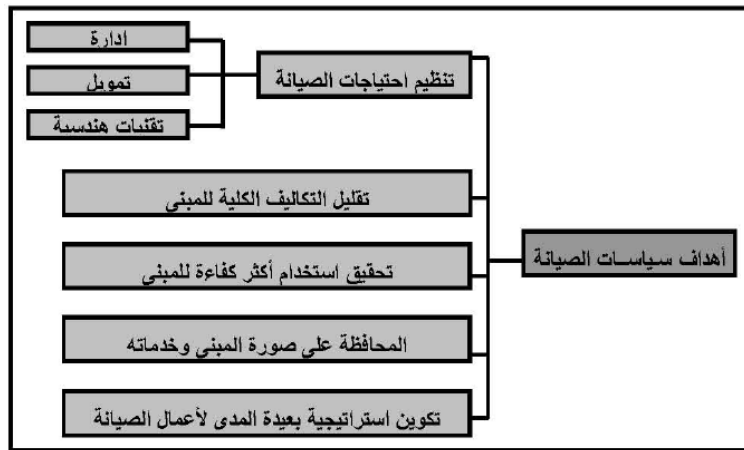 أهداف سياسات الصيانة
تنظيم احتياجات الصيانة
ادارة
تمويل
تقنيات هندسية
تقليل التكاليف الكلية للمبنى
تحقيق استخدام أكثر كفاءة للمبنى
المحافظة على صورة المبنى وخدماته
تكوين استراتيجية بعيدة المدى لأعمال الصيانة